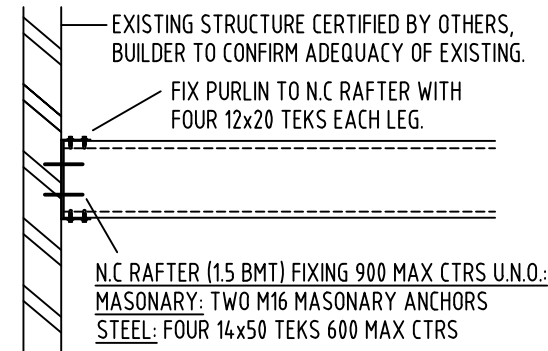 EXISTING STRUCTURE CERTIFIED BY OTHERS,
BUILDER TO CONFIRM ADEQUACY OF EXISTING.
FIX PURLIN TO N.C RAFTER WITH
FOUR 12x20 TEKS EACH LEG.
N.C RAFTER (1.5 BMT) FIXING 900 MAX CTRS U.N.O.:
MASONARY: TWO M16 MASONARY ANCHORS
STEEL: FOUR 14x50 TEKS 600 MAX CTRS